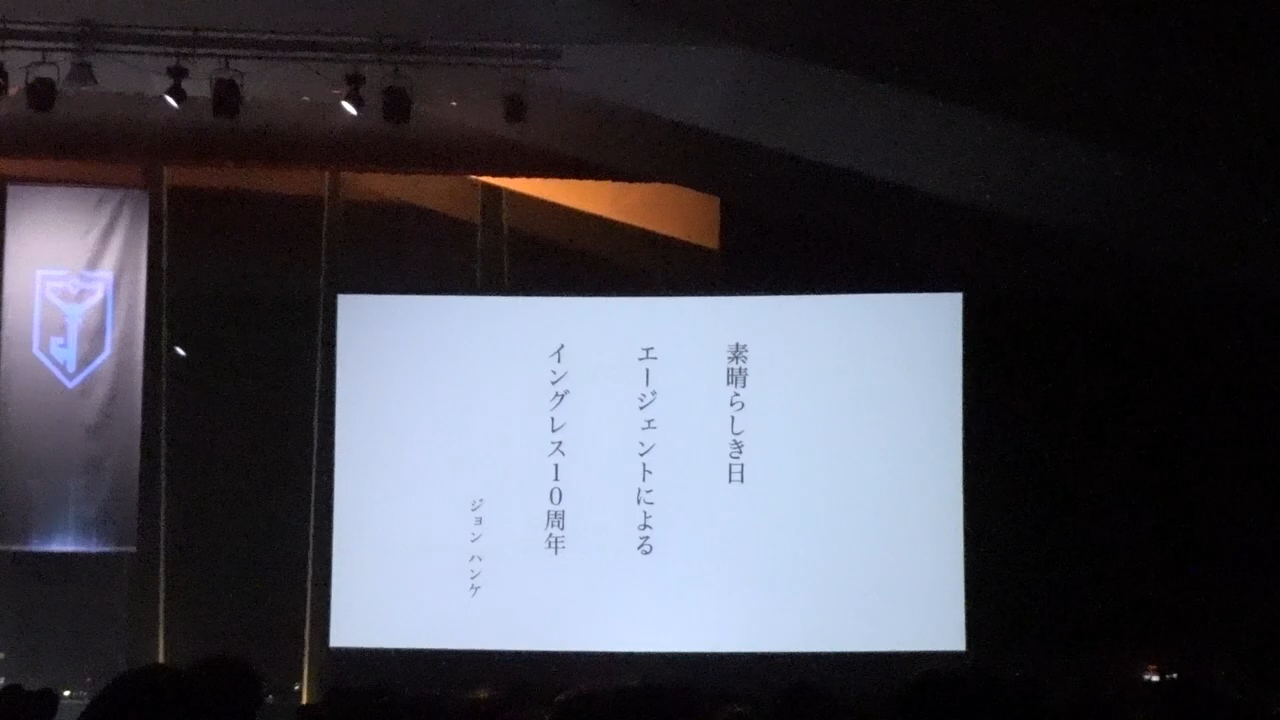 素晴らしき日
エージェントによる
イングレス10周年
ジョン ハンケ